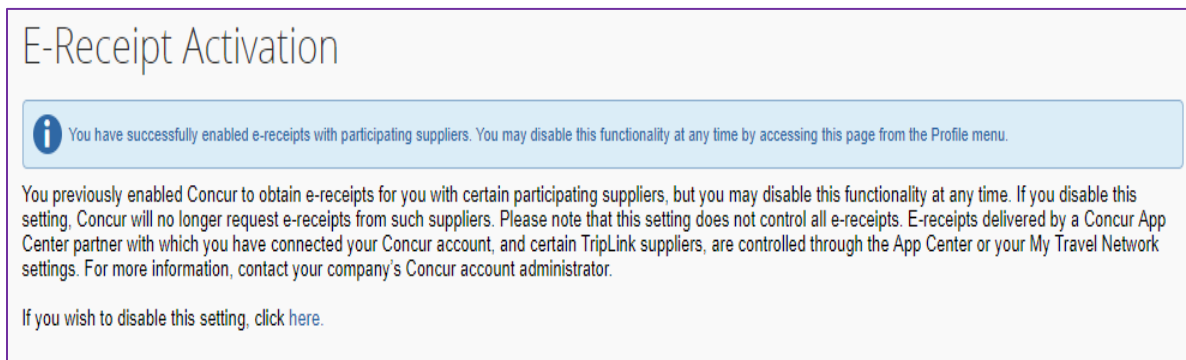 E-Receipt Activation
You have successfully enabled e-receipts with participating suppliers. You may disable this functionality at any time by accessing this page from the Profile menu.
You previously enabled Concur to obtain e-receipts for you with certain participating suppliers, but you may disable this functionality at any time. If you disable this
setting, Concur will no longer request e-receipts from such suppliers. Please note that this setting does not control all e-receipts. E-receipts delivered by a Concur App
Center partner with which you have connected your Concur account, and certain TripLink suppliers, are controlled through the App Center or your My Travel Network
settings. For more information, contact your company's Concur account administrator.
If you wish to disable this setting, click here.